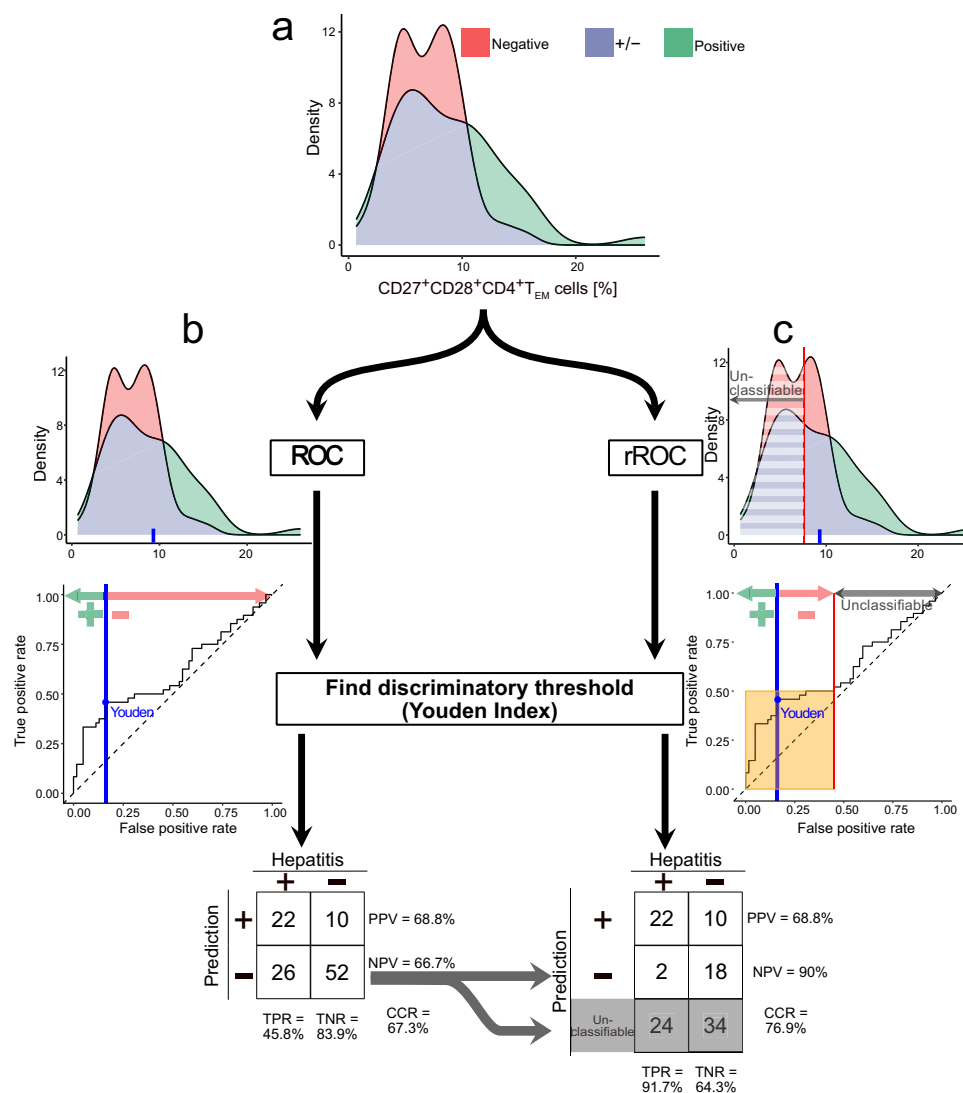 a
Negative
+/−
Positive
Density
12
8
4
0
0
10
20
CD27+CD28+CD4+TEM cells [%]
b
c
Density
12
8
4
0
0
10
20
Un-
classifiable
Density
12
8
4
0
0
10
20
ROC
rROC
True positive rate
1.00
0.75
0.50
0.25
0.00
+
−
Youden
0.00
0.25
0.50
0.75
1.00
False positive rate
Find discriminatory threshold
(Youden Index)
True positive rate
1.00
0.75
0.50
0.25
0.00
+
−
Unclassifiable
Youden
0.00
0.25
0.50
0.75
1.00
False positive rate
Hepatitis
+ −
Prediction
+ 22 10 PPV = 68.8%
− 26 52 NPV = 66.7%
TPR = TNR = CCR =
45.8% 83.9% 67.3%
Hepatitis
+ −
Prediction
+ 22 10 PPV = 68.8%
− 2 18 NPV = 90%
Un-
classifiable
24 34
CCR =
76.9%
TPR = TNR =
91.7% 64.3%